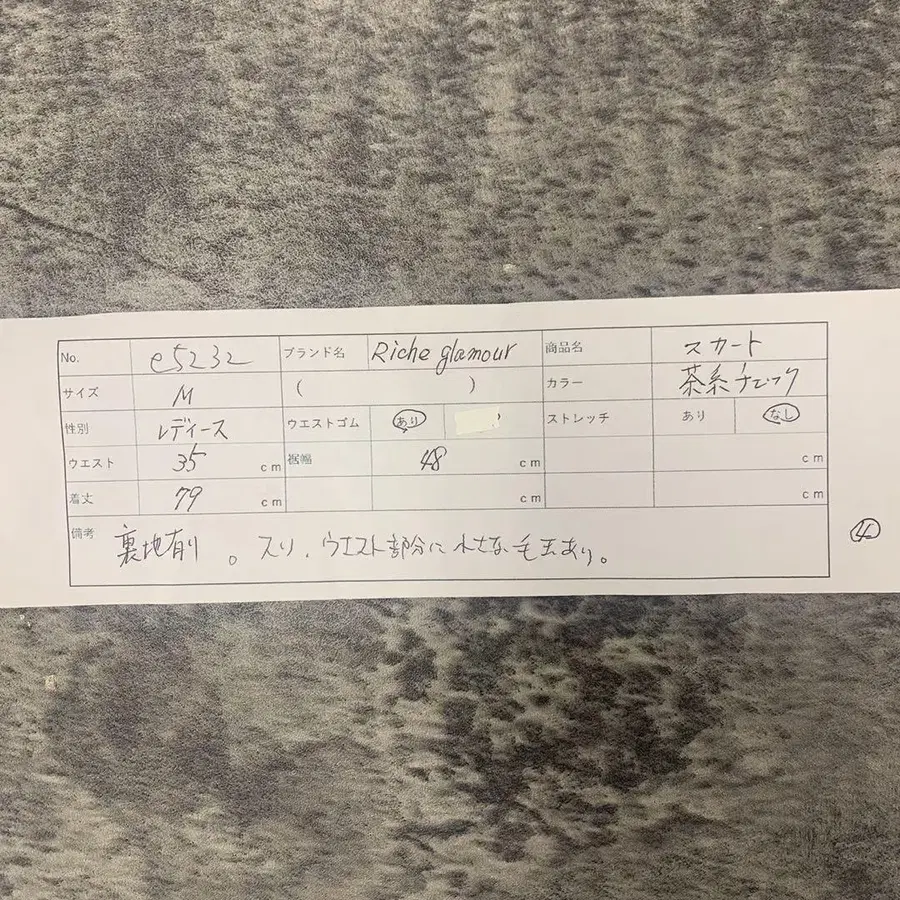 No. e5232 ブランド名 Riche glamour 商品名 スカート
サイズ M ( ) カラー 茶系チェック
性別 レディース ウエストゴム あり ストレッチ あり なし
ウエスト 35 cm 裾幅 48 cm cm
着丈 79 cm cm cm
備考 裏地有り。スリ、ウエスト部分に小さな毛玉あり。